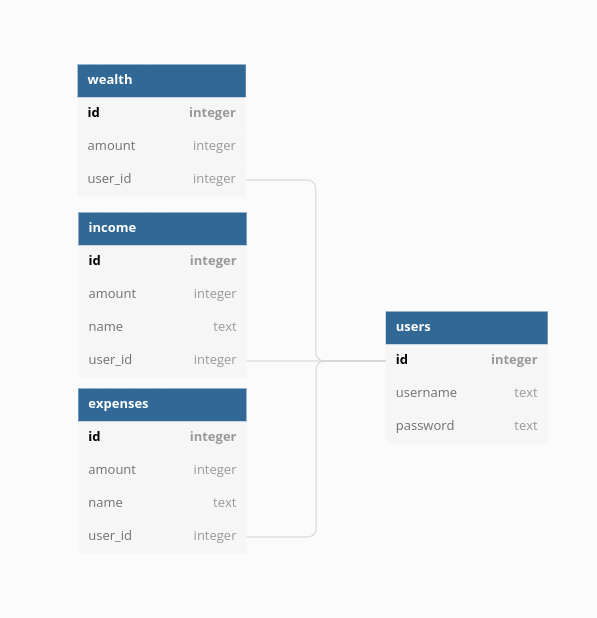 wealth
id integer
amount integer
user_id integer
income
id integer
amount integer
name text
user_id integer
expenses
id integer
amount integer
name text
user_id integer
users
id integer
username text
password text